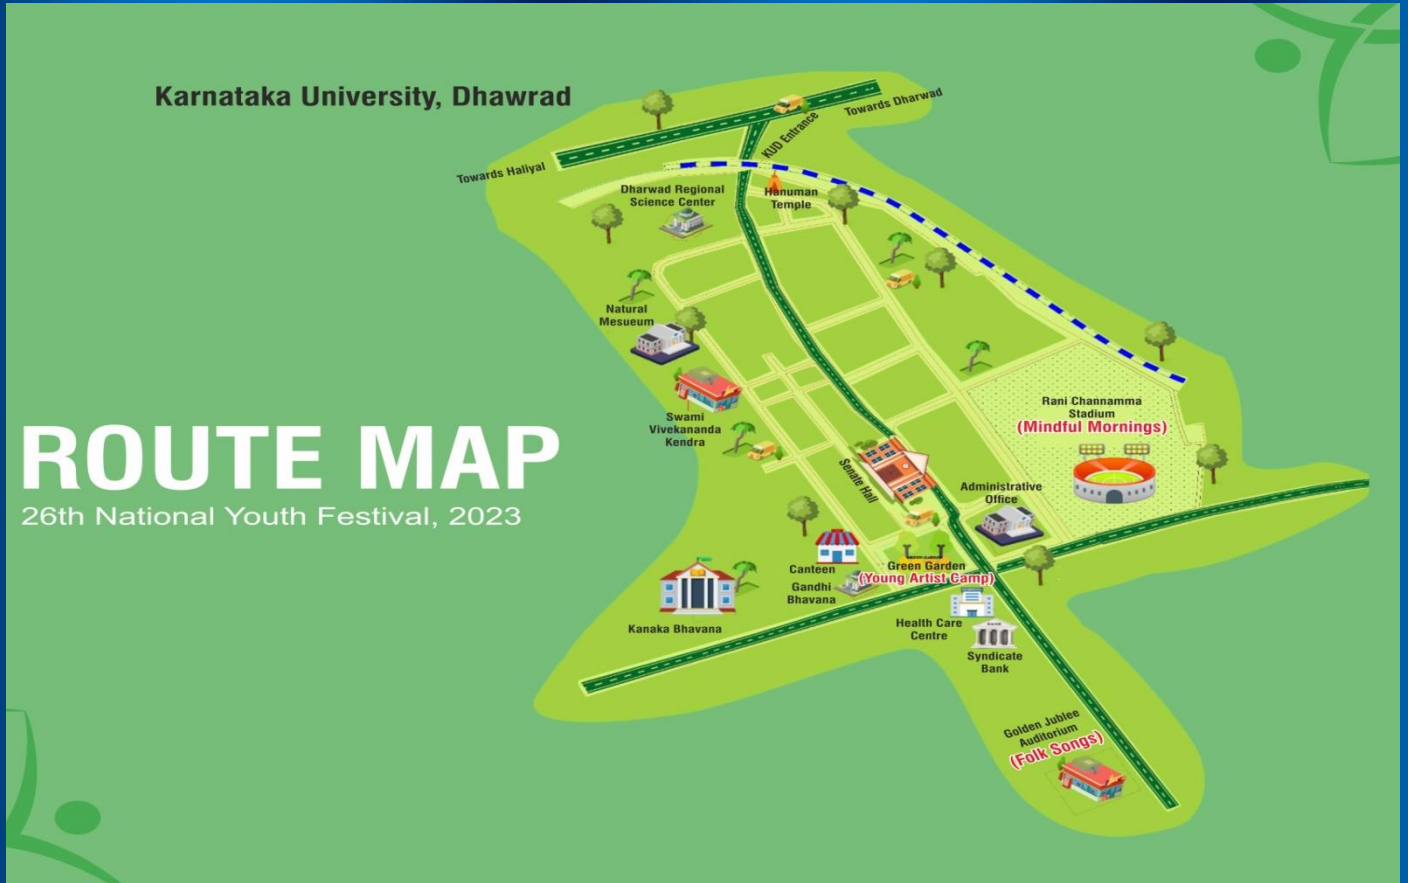 Karnataka University, Dhawrad
Towards Dharwad
KUD Entrance
Towards Haliyal
Dharwad Regional
Science Center
Hanuman
Temple
Natural
Mesueum
Swami
Vivekananda
Kendra
Rani Channamma
Stadium
(Mindful Mornings)
ROUTE MAP
26th National Youth Festival, 2023
Senate Hall
Administrative
Office
Canteen
Green Garden
(Young Artist Camp)
Gandhi
Bhavana
Kanaka Bhavana
Health Care
Centre
BANK
Syndicate
Bank
Golden Jublee
Auditorium
(Folk Songs)